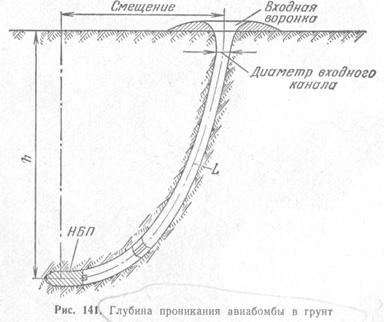 Смещение
Входная
воронка
Диаметр входного
канала
h
L
НБП
Рис. 141. Глубина проникания авиабомбы в грунт